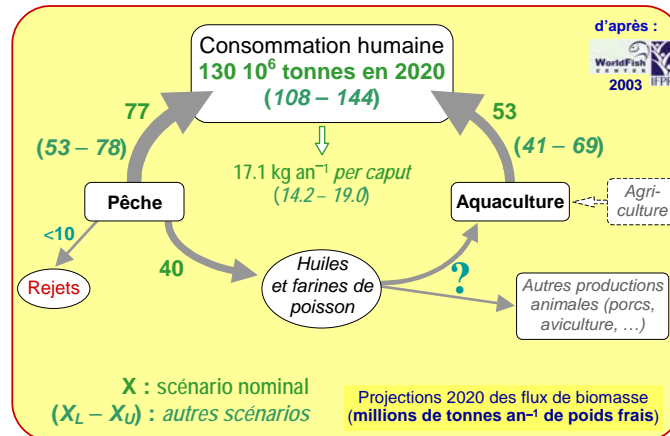 d'après :
WorldFish
CENTER
IFPRI
2003
Consommation humaine
130 10⁶ tonnes en 2020
(108 – 144)
77
(53 – 78)
53
(41 – 69)
17.1 kg an⁻¹ per caput
(14.2 – 19.0)
Pêche
Aquaculture
Agri-
culture
<10
40
Rejets
Huiles
et farines de
poisson
?
Autres productions
animales (porcs,
aviculture, …)
X : scénario nominal
(X_L – X_U) : autres scénarios
Projections 2020 des flux de biomasse
(millions de tonnes an⁻¹ de poids frais)